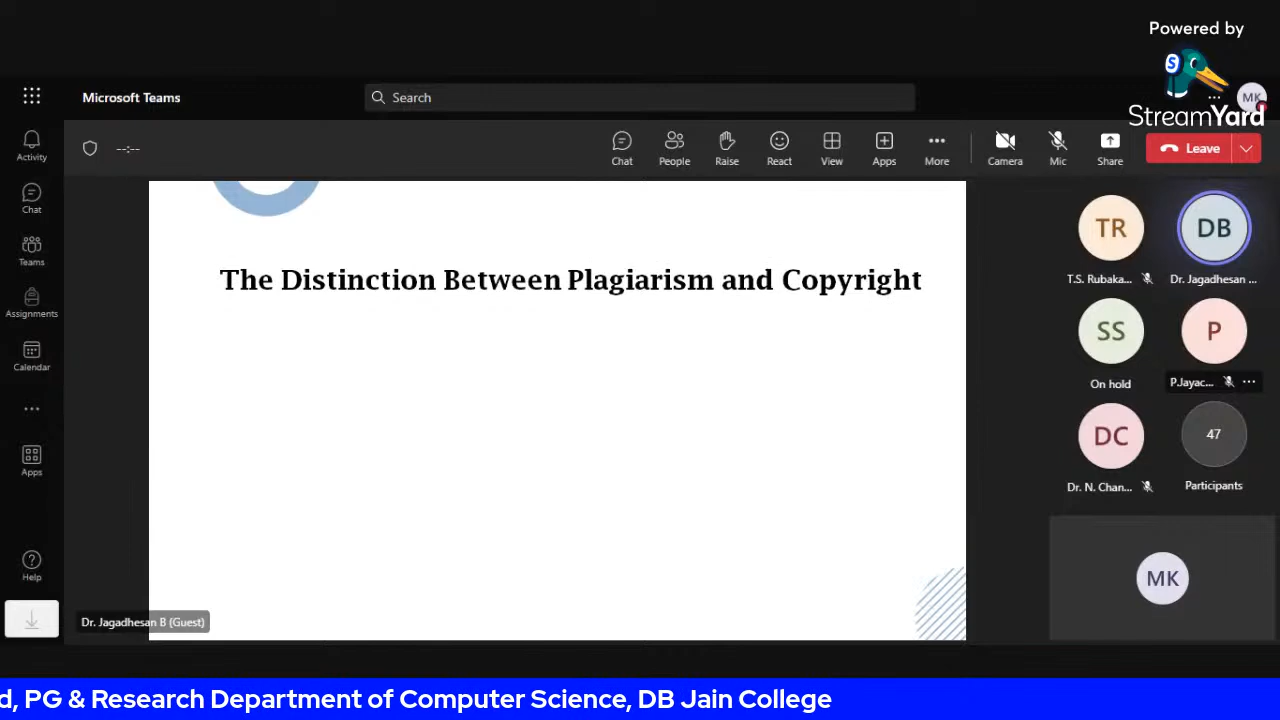 Powered by
StreamYard
Microsoft Teams
Search
MK
--:--
Chat
People
Raise
React
View
Apps
More
Camera
Mic
Share
Leave
Activity
Chat
Teams
Assignments
Calendar
Apps
Help
The Distinction Between Plagiarism and Copyright
TR
DB
T.S. Rubaka...
Dr. Jagadhesan ...
SS
P
On hold
P.Jayac...
DC
47
Dr. N. Chan...
Participants
MK
Dr. Jagadhesan B (Guest)
d, PG & Research Department of Computer Science, DB Jain College